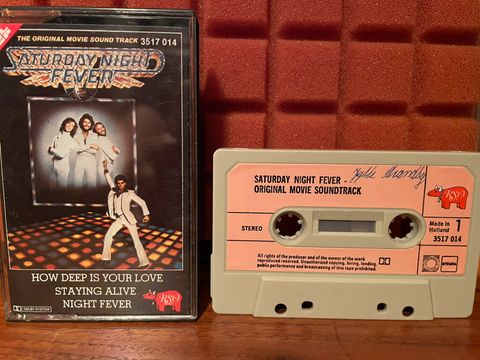 THE ORIGINAL MOVIE SOUND TRACK 3517 014
SATURDAY NIGHT
FEVER
HOW DEEP IS YOUR LOVE
STAYING ALIVE
NIGHT FEVER
DOLBY SYSTEM
RSO
SATURDAY NIGHT FEVER -
ORIGINAL MOVIE SOUNDTRACK
RSO
STEREO
Made in
Holland
1
3517 014
All rights of the producer and of the owner of the work
reproduced reserved. Unauthorized copying, hiring, lending,
public performance and broadcasting of this tape prohibited.
STEMRA